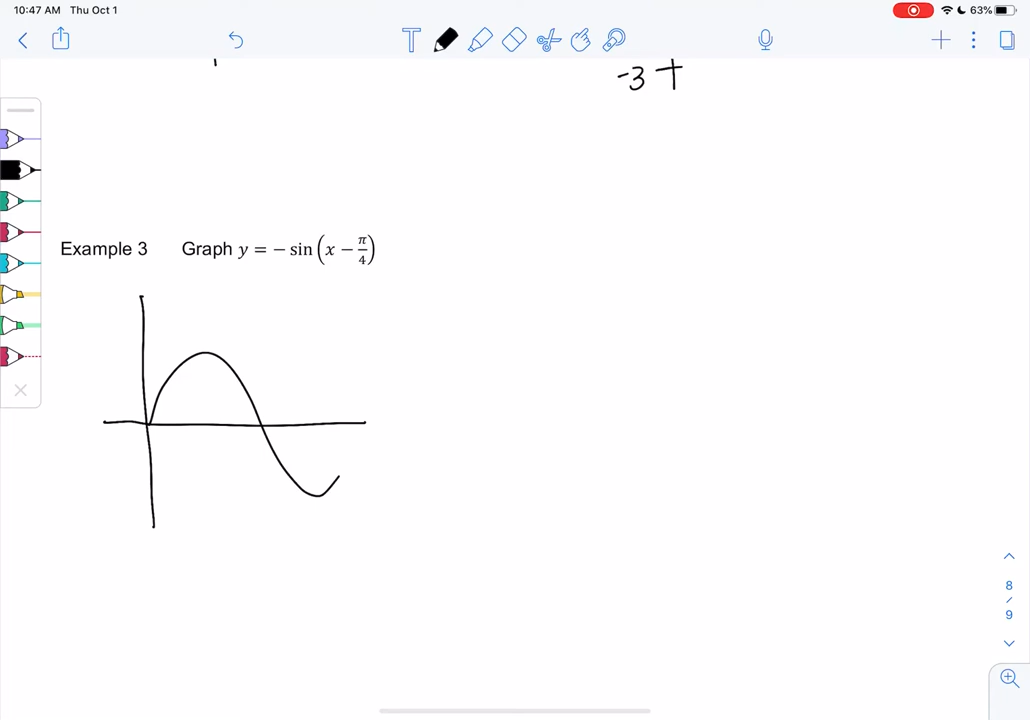 10:47 AM Thu Oct 1
63%
T
-3
Example 3 Graph y = − sin (x − π/4)
8
/
9